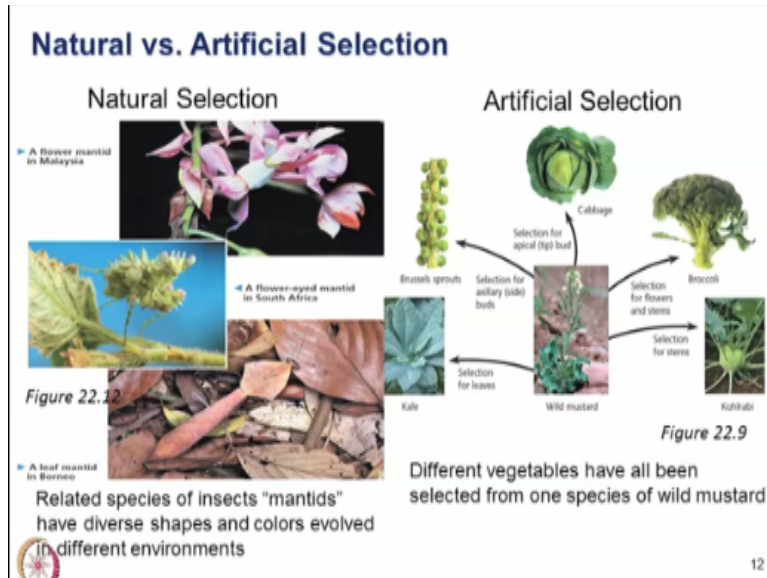 Natural vs. Artificial Selection
Natural Selection
A flower mantid
in Malaysia
A flower-eyed mantid
in South Africa
Figure 22.12
A leaf mantid
in Borneo
Related species of insects “mantids”
have diverse shapes and colors evolved
in different environments
Artificial Selection
Cabbage
Selection for
apical (tip) bud
Brussels sprouts
Selection for
axillary (side)
buds
Broccoli
Selection
for flowers
and stems
Selection
for stems
Selection
for leaves
Kale
Wild mustard
Kohlrabi
Figure 22.9
Different vegetables have all been
selected from one species of wild mustard
12